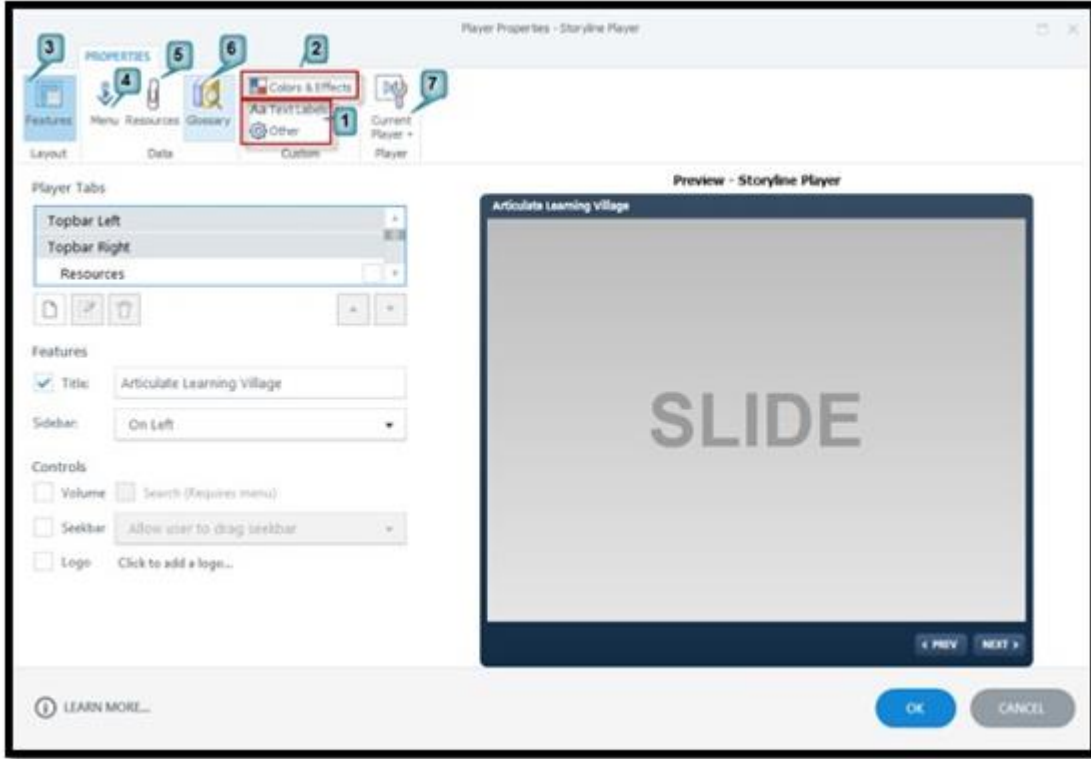 Player Properties - Storyline Player
3
PROPERTIES
5
6
2
4
7
1
Features
Menu
Resources
Glossary
Colors & Effects
Aa Text Labels
Other
Current Player
Layout
Data
Custom
Player
Player Tabs
Topbar Left
Topbar Right
Resources
Features
Title:
Articulate Learning Village
Sidebar:
On Left
Controls
Volume
Search (Requires menu)
Seekbar
Allow user to drag seekbar
Logo
Click to add a logo...
Preview - Storyline Player
Articulate Learning Village
SLIDE
< PREV
NEXT >
LEARN MORE...
OK
CANCEL